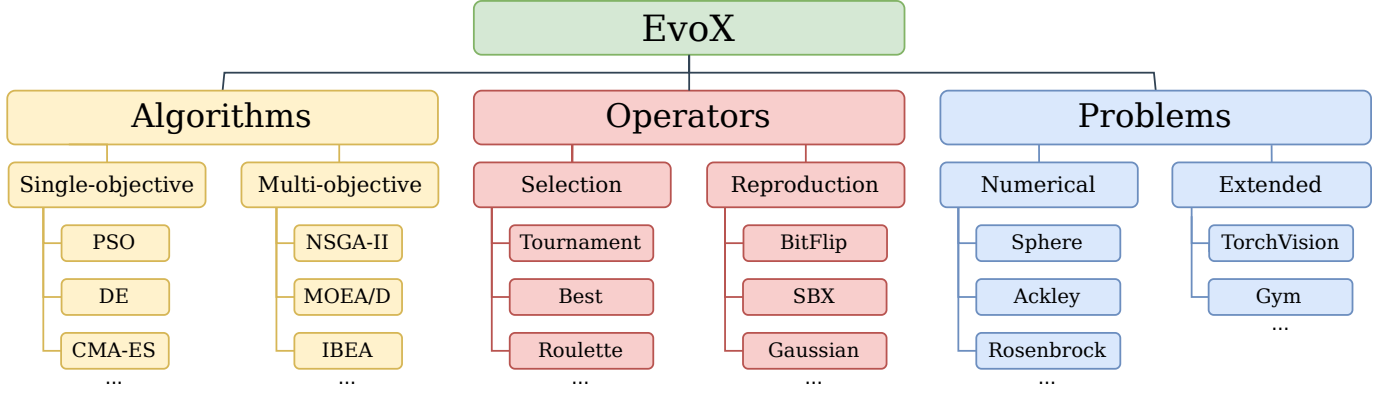 EvoX
Algorithms
Operators
Problems
Single-objective
Multi-objective
Selection
Reproduction
Numerical
Extended
PSO
NSGA-II
Tournament
BitFlip
Sphere
TorchVision
DE
MOEA/D
Best
SBX
Ackley
Gym
...
CMA-ES
IBEA
Roulette
Gaussian
Rosenbrock
...
...
...
...
...